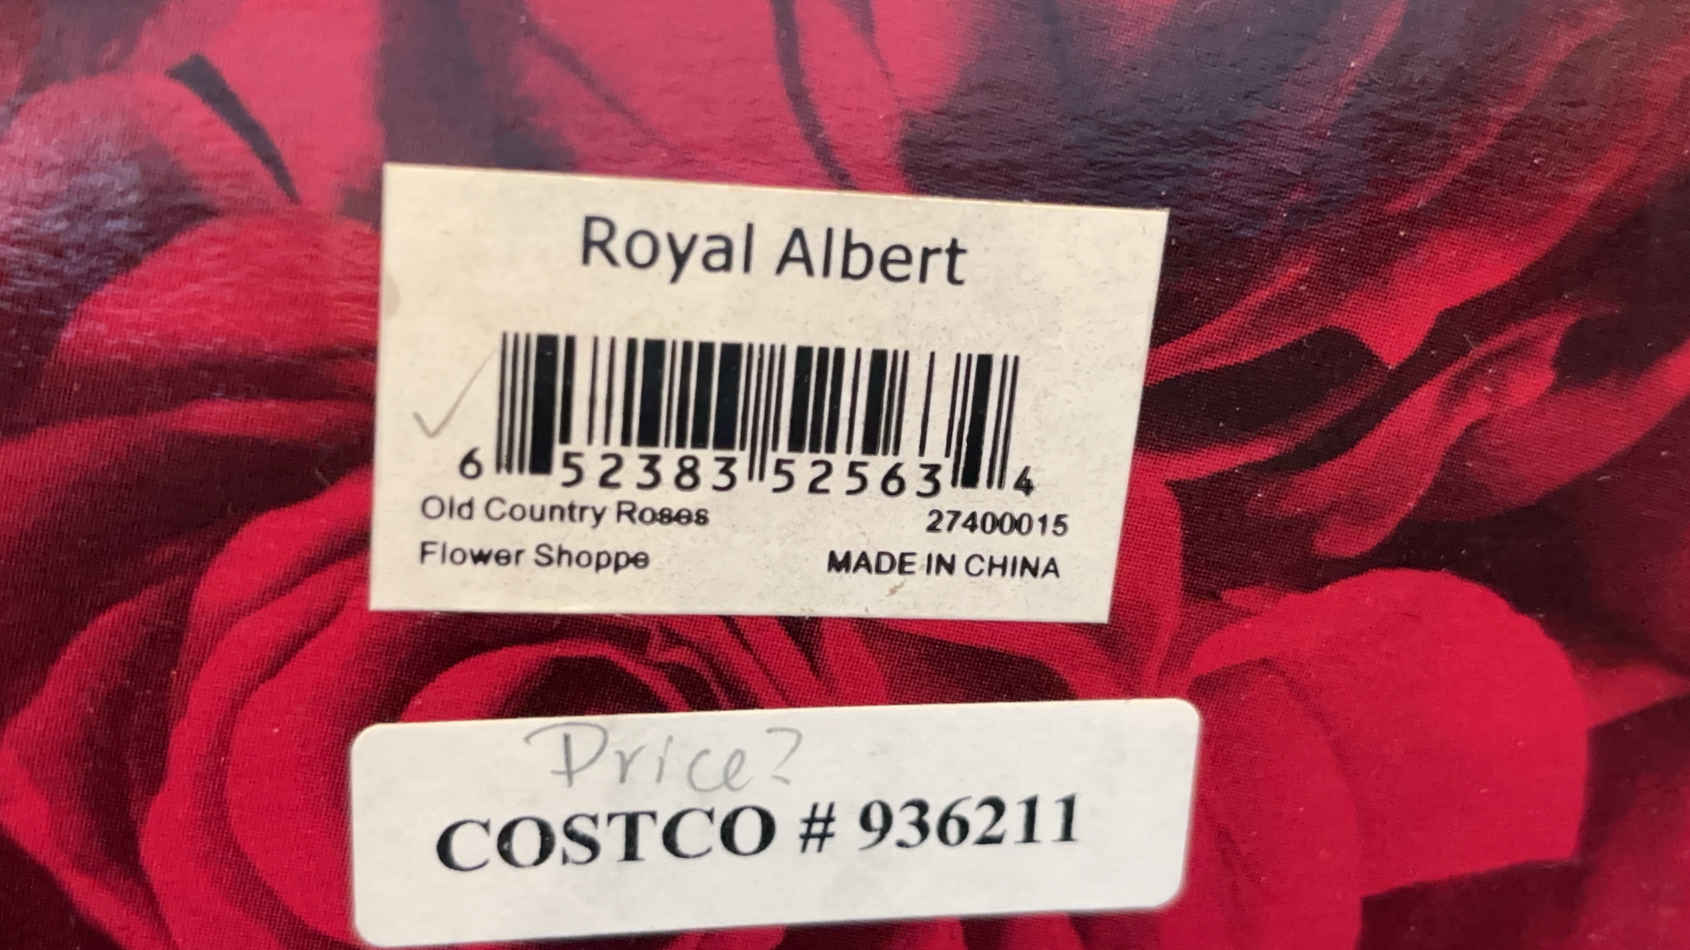 Royal Albert
6 52383 52563 4
Old Country Roses
27400015
Flower Shoppe
MADE IN CHINA
Price?
COSTCO # 936211